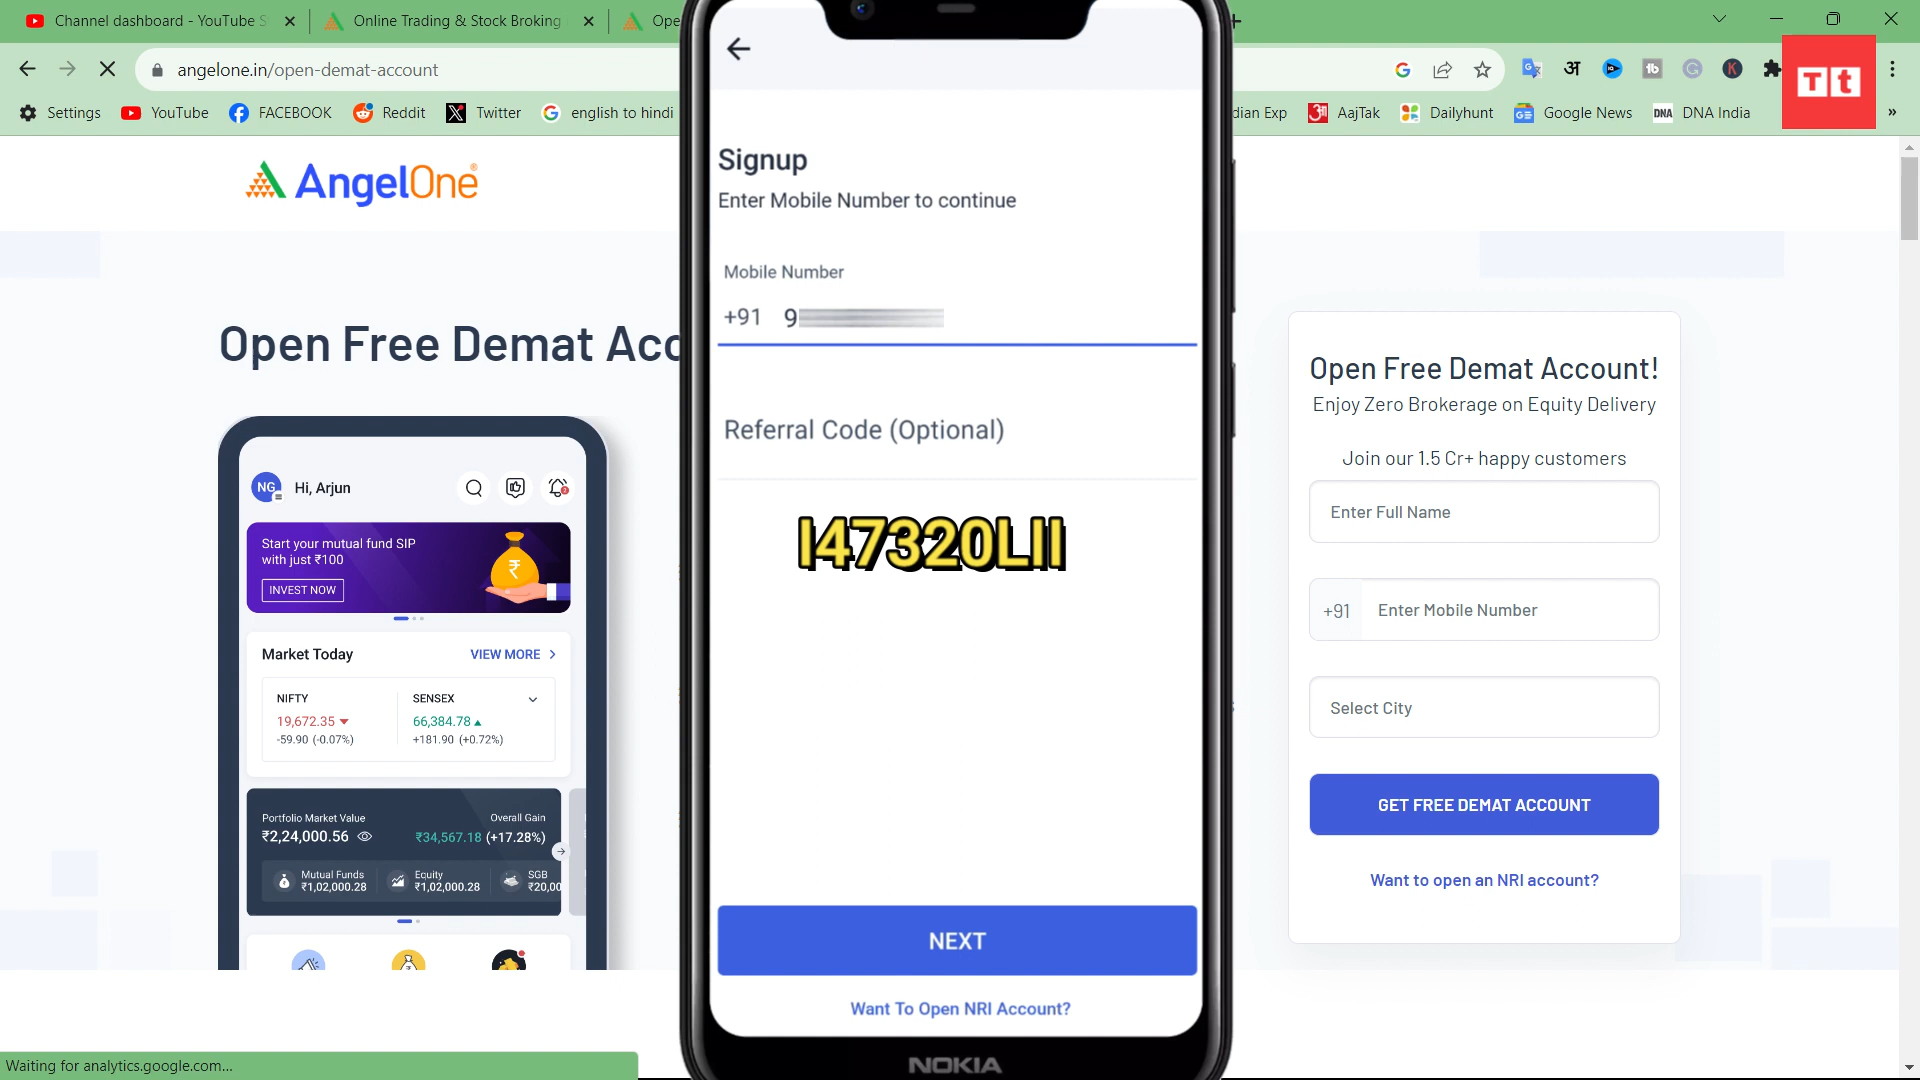 Channel dashboard - YouTube S
Online Trading & Stock Broking
Ope
angelone.in/open-demat-account
Settings
YouTube
FACEBOOK
Reddit
Twitter
english to hindi
dian Exp
AajTak
Dailyhunt
Google News
DNA India
Tt
AngelOne
Open Free Demat Acc
NG
Hi, Arjun
Start your mutual fund SIP
with just ₹100
INVEST NOW
Market Today
VIEW MORE
NIFTY
SENSEX
19,672.35
66,384.78
-59.90 (-0.07%)
+181.90 (+0.72%)
Portfolio Market Value
Overall Gain
₹2,24,000.56
₹34,567.18 (+17.28%)
Mutual Funds
₹1,02,000.28
Equity
₹1,02,000.28
SGB
₹20,00
Signup
Enter Mobile Number to continue
Mobile Number
+91 9
Referral Code (Optional)
I47320LII
NEXT
Want To Open NRI Account?
NOKIA
Open Free Demat Account!
Enjoy Zero Brokerage on Equity Delivery
Join our 1.5 Cr+ happy customers
Enter Full Name
+91
Enter Mobile Number
Select City
GET FREE DEMAT ACCOUNT
Want to open an NRI account?
Waiting for analytics.google.com...